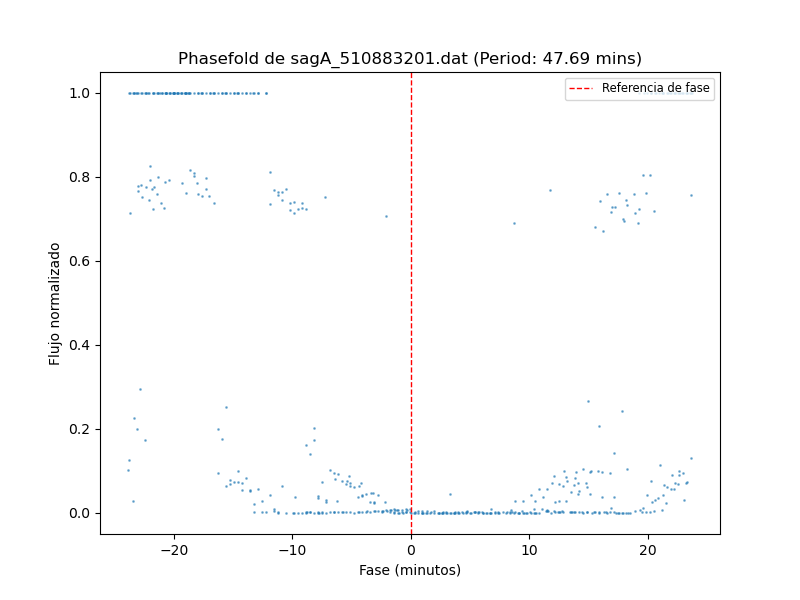 Phasefold de sagA_510883201.dat (Period: 47.69 mins)
Referencia de fase
Flujo normalizado
1.0
0.8
0.6
0.4
0.2
0.0
−20
−10
0
10
20
Fase (minutos)